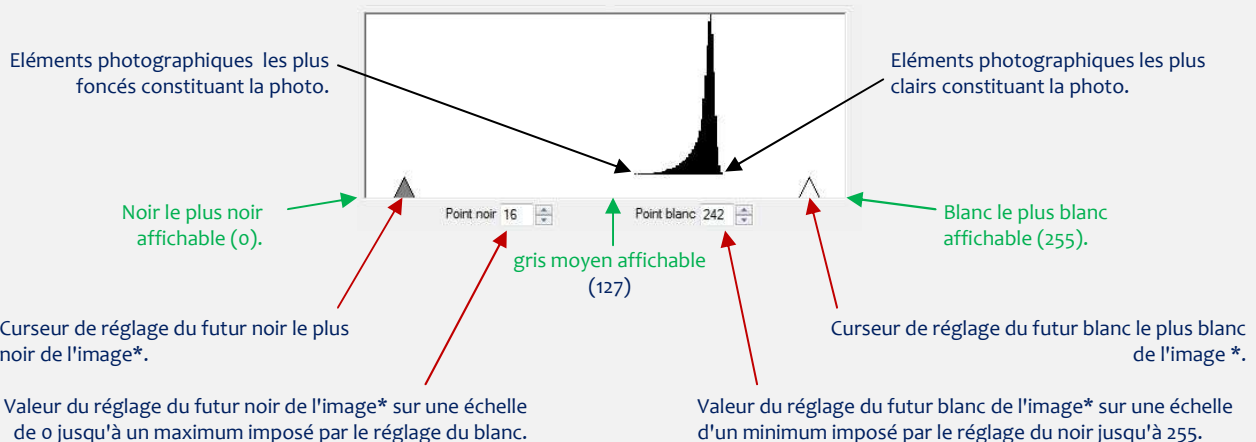 Eléments photographiques les plus
foncés constituant la photo.
Eléments photographiques les plus
clairs constituant la photo.
Noir le plus noir
affichable (0).
Point noir 16
Point blanc 242
Blanc le plus blanc
affichable (255).
gris moyen affichable
(127)
Curseur de réglage du futur noir le plus
noir de l'image*.
Curseur de réglage du futur blanc le plus blanc
de l'image *.
Valeur du réglage du futur noir de l'image* sur une échelle
de 0 jusqu'à un maximum imposé par le réglage du blanc.
Valeur du réglage du futur blanc de l'image* sur une échelle
d'un minimum imposé par le réglage du noir jusqu'à 255.